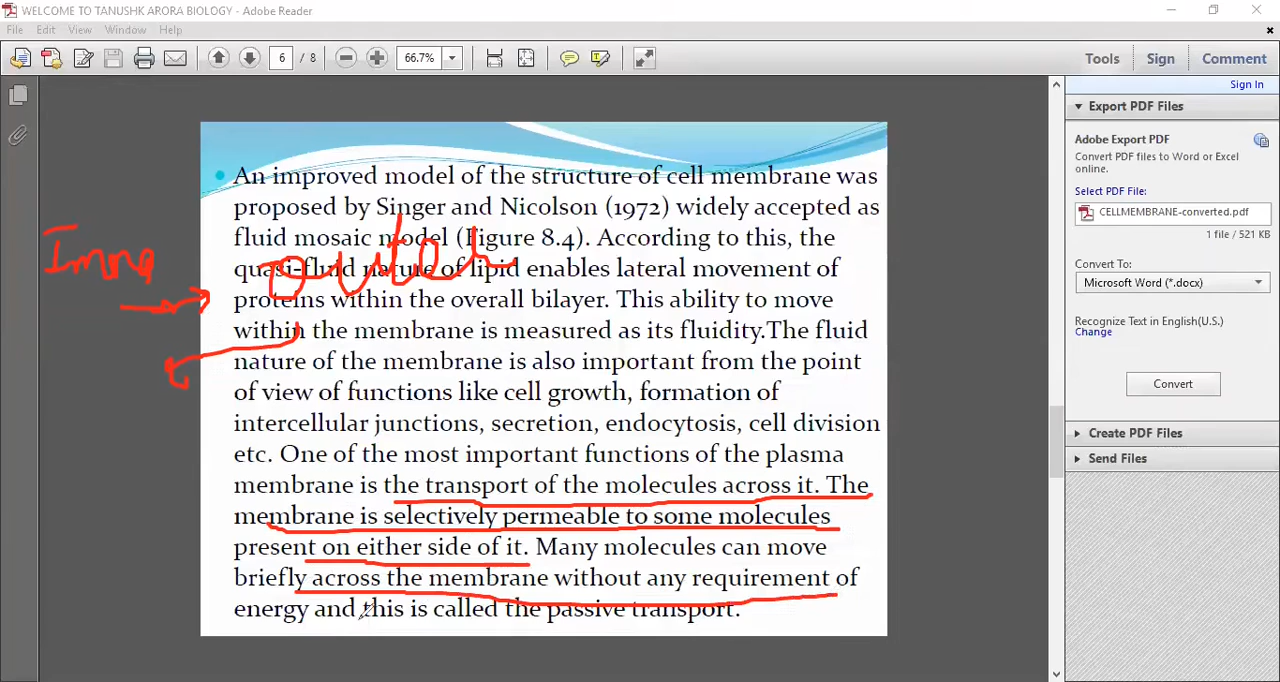 WELCOME TO TANUSHK ARORA BIOLOGY - Adobe Reader
File Edit View Window Help
6 / 8 66.7% Tools Sign Comment
Sign In
Export PDF Files
Adobe Export PDF
Convert PDF files to Word or Excel
online.
Select PDF File:
CELLMEMBRANE-converted.pdf
1 file / 521 KB
Convert To:
Microsoft Word (*.docx)
Recognize Text in English(U.S.)
Change
Convert
Create PDF Files
Send Files
• An improved model of the structure of cell membrane was
proposed by Singer and Nicolson (1972) widely accepted as
fluid mosaic model (Figure 8.4). According to this, the
quasi-fluid nature of lipid enables lateral movement of
proteins within the overall bilayer. This ability to move
within the membrane is measured as its fluidity.The fluid
nature of the membrane is also important from the point
of view of functions like cell growth, formation of
intercellular junctions, secretion, endocytosis, cell division
etc. One of the most important functions of the plasma
membrane is the transport of the molecules across it. The
membrane is selectively permeable to some molecules
present on either side of it. Many molecules can move
briefly across the membrane without any requirement of
energy and this is called the passive transport.
outer